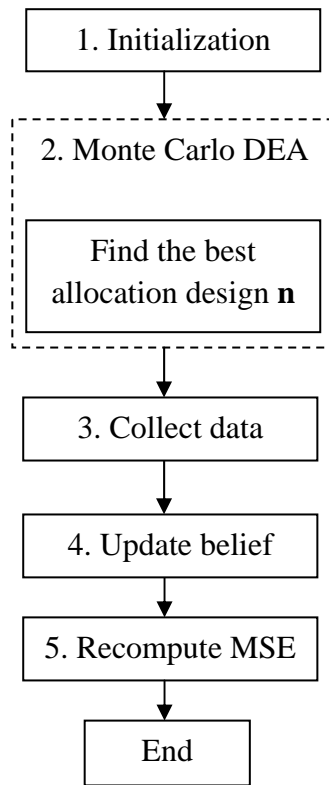 1. Initialization
2. Monte Carlo DEA
Find the best
allocation design n
3. Collect data
4. Update belief
5. Recompute MSE
End